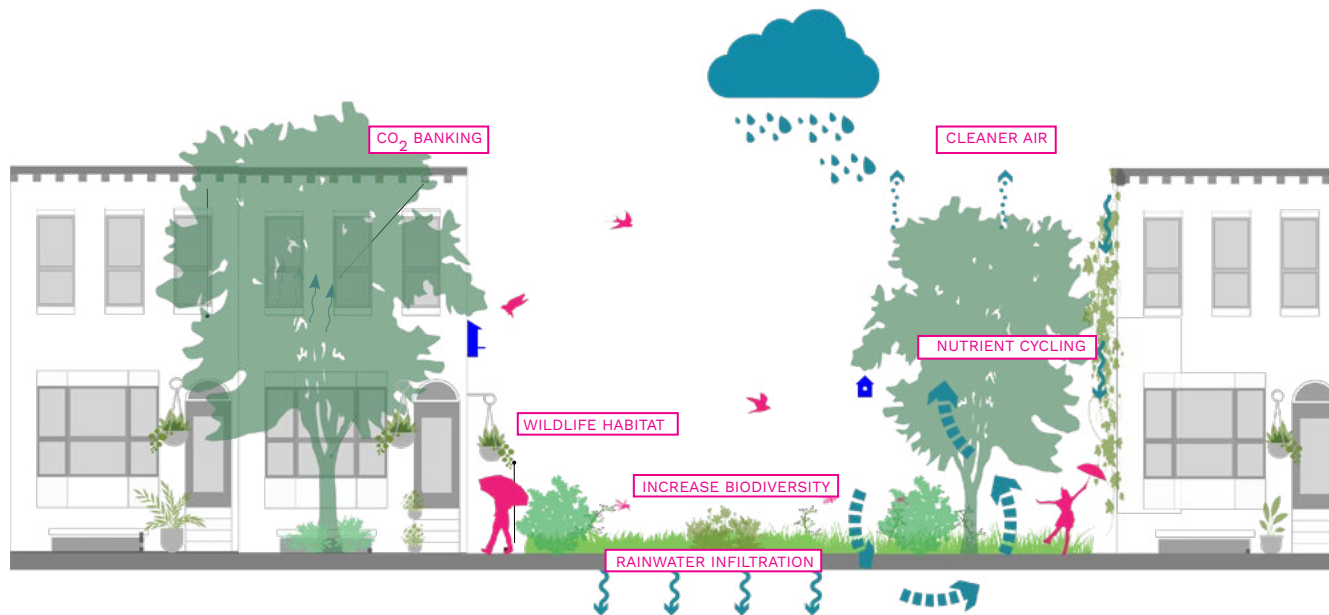 CO₂ BANKING
CLEANER AIR
NUTRIENT CYCLING
WILDLIFE HABITAT
INCREASE BIODIVERSITY
RAINWATER INFILTRATION